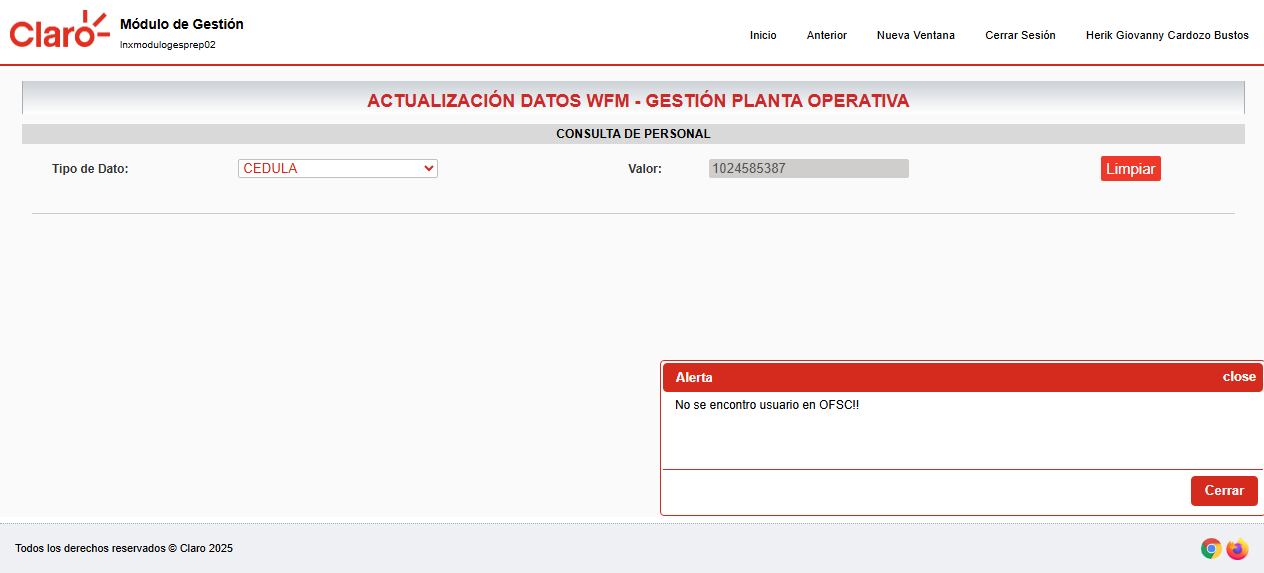 Claro
Módulo de Gestión
lnxmodulogesprep02
Inicio Anterior Nueva Ventana Cerrar Sesión Herik Giovanny Cardozo Bustos
ACTUALIZACIÓN DATOS WFM - GESTIÓN PLANTA OPERATIVA
CONSULTA DE PERSONAL
Tipo de Dato: CEDULA Valor: 1024585387 Limpiar
Alerta close
No se encontro usuario en OFSC!!
Cerrar
Todos los derechos reservados © Claro 2025